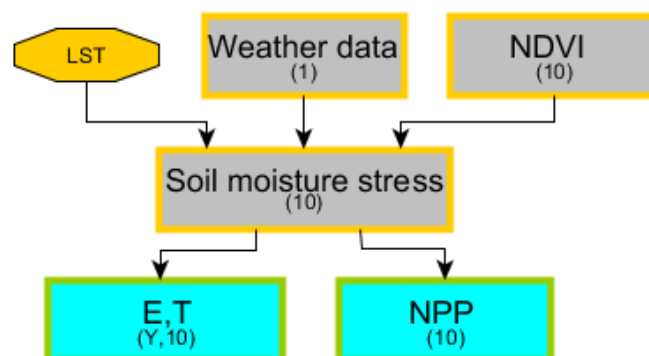 LST
Weather data
(1)
NDVI
(10)
Soil moisture stress
(10)
E,T
(Y,10)
NPP
(10)